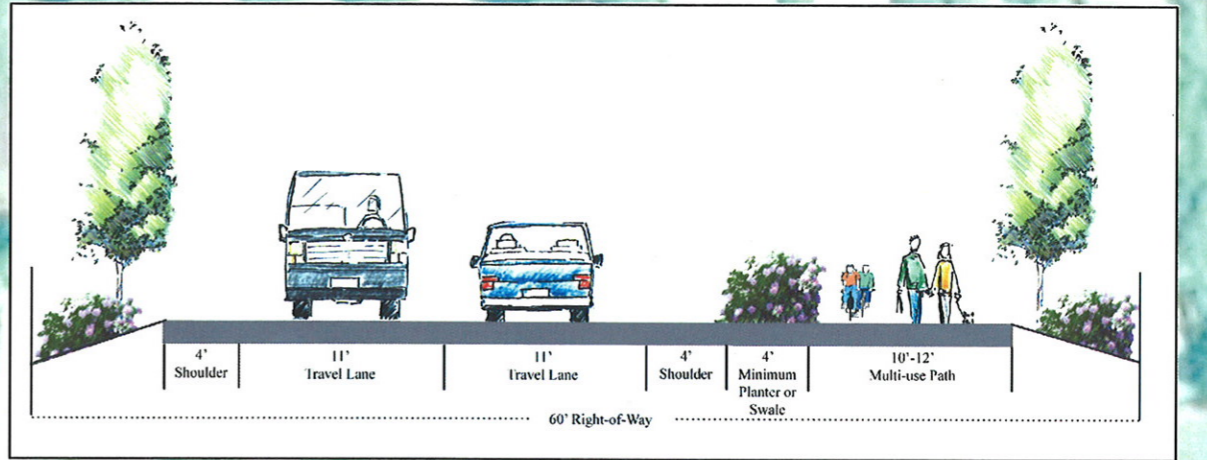 4'
Shoulder
11'
Travel Lane
11'
Travel Lane
4'
Shoulder
4'
Minimum
Planter or
Swale
10'-12'
Multi-use Path
60' Right-of-Way